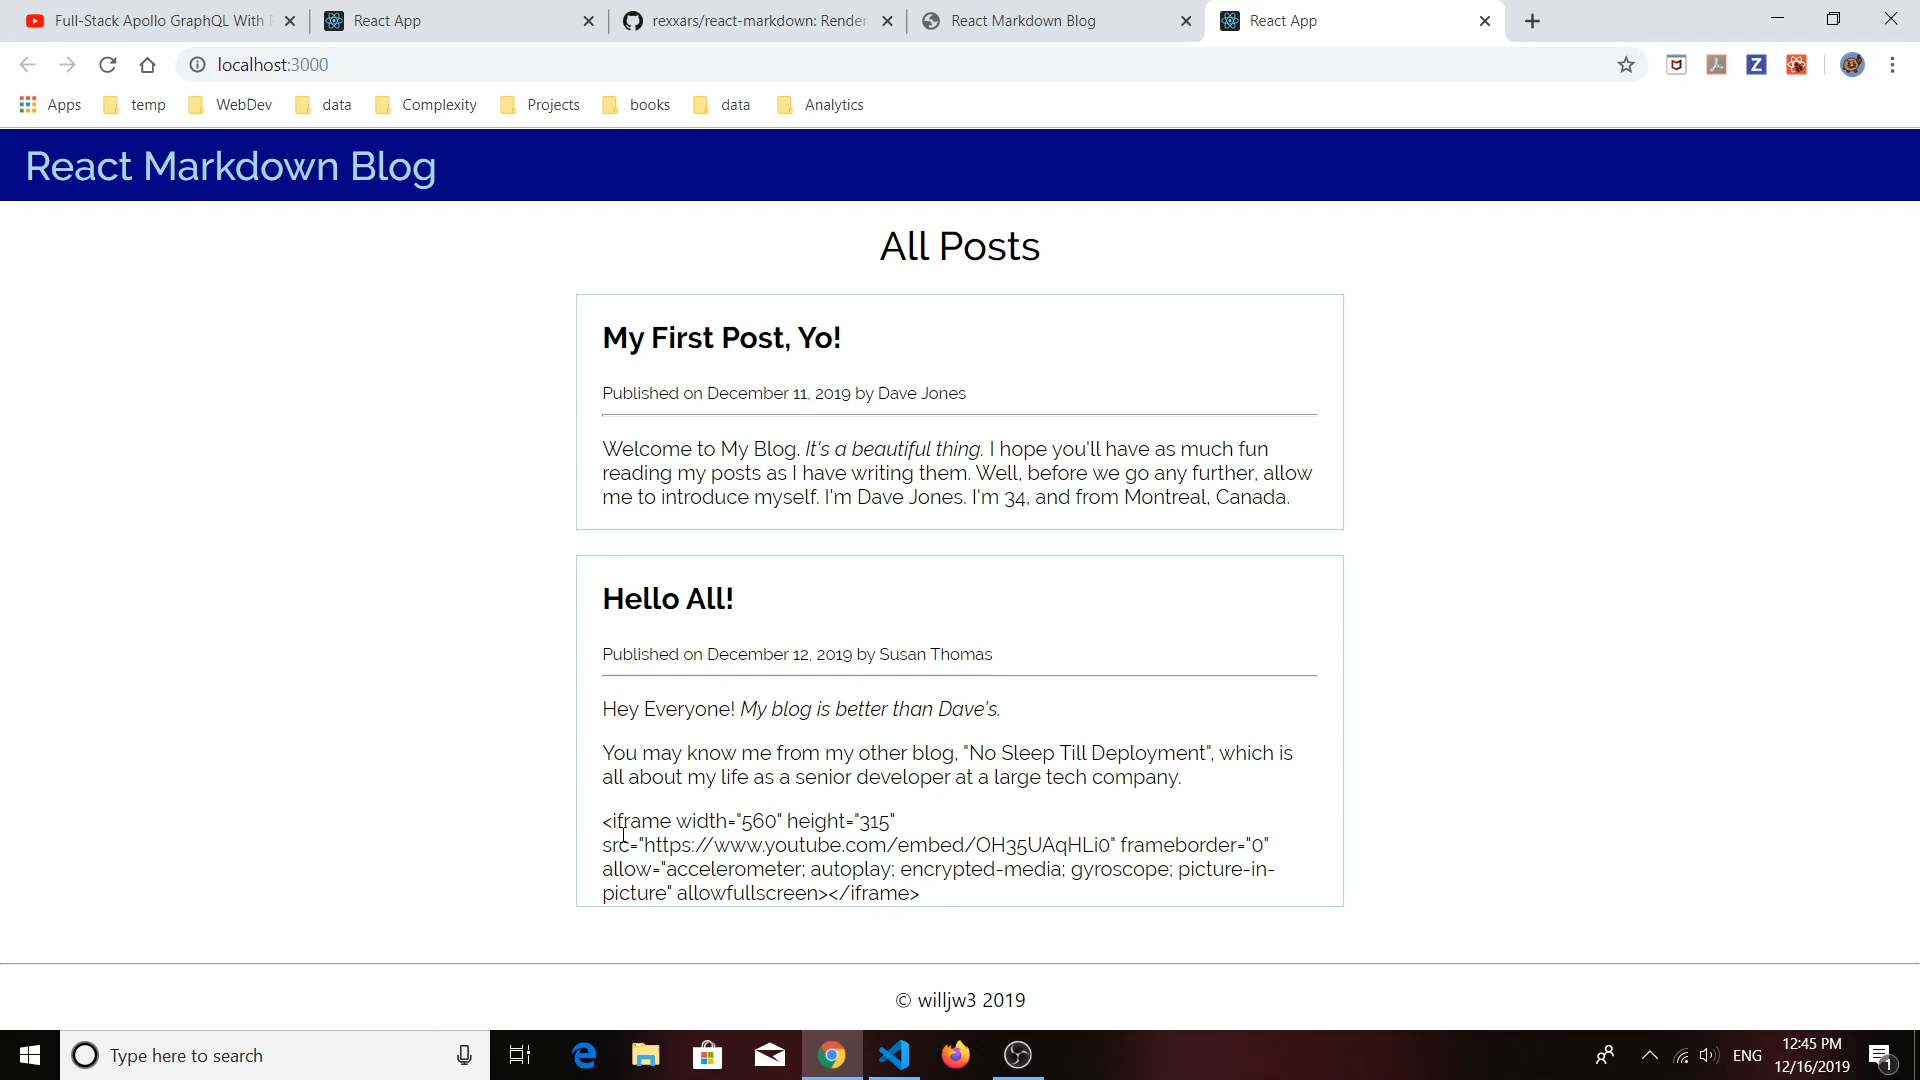 Full-Stack Apollo GraphQL With
React App
rexxars/react-markdown: Render
React Markdown Blog
React App
localhost:3000
Apps
temp
WebDev
data
Complexity
Projects
books
data
Analytics
React Markdown Blog
All Posts
My First Post, Yo!
Published on December 11, 2019 by Dave Jones
Welcome to My Blog. It's a beautiful thing. I hope you'll have as much fun
reading my posts as I have writing them. Well, before we go any further, allow
me to introduce myself. I'm Dave Jones. I'm 34, and from Montreal, Canada.
Hello All!
Published on December 12, 2019 by Susan Thomas
Hey Everyone! My blog is better than Dave's.
You may know me from my other blog, "No Sleep Till Deployment", which is
all about my life as a senior developer at a large tech company.
<iframe width="560" height="315"
src="https://www.youtube.com/embed/OH35UAqHLi0" frameborder="0"
allow="accelerometer; autoplay; encrypted-media; gyroscope; picture-in-
picture" allowfullscreen></iframe>
© willjw3 2019
Type here to search
ENG
12:45 PM
12/16/2019
1